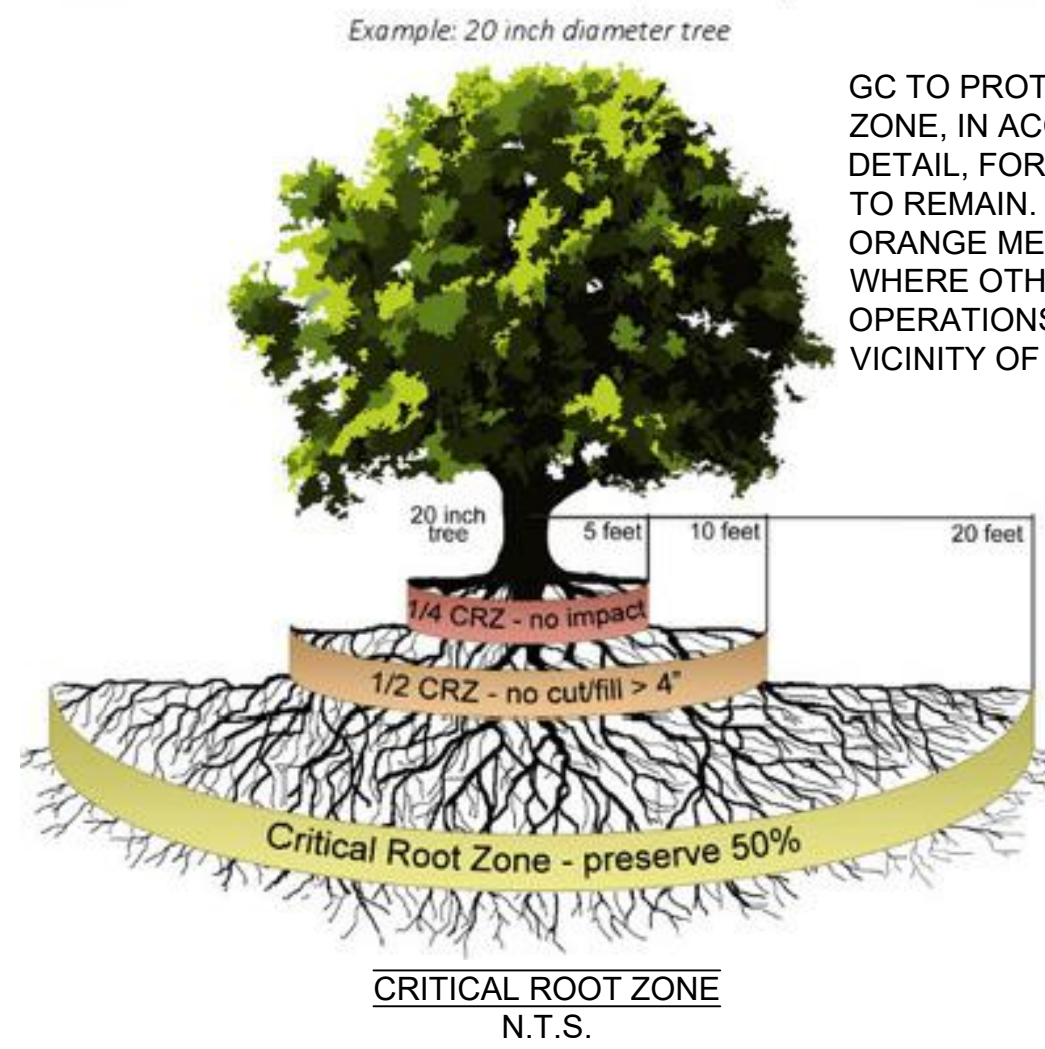 Example: 20 inch diameter tree
GC TO PROT
ZONE, IN ACC
DETAIL, FOR
TO REMAIN.
ORANGE ME
WHERE OTH
OPERATIONS
VICINITY OF
20 inch
tree
5 feet
10 feet
20 feet
1/4 CRZ - no impact
1/2 CRZ - no cut/fill > 4"
Critical Root Zone - preserve 50%
CRITICAL ROOT ZONE
N.T.S.